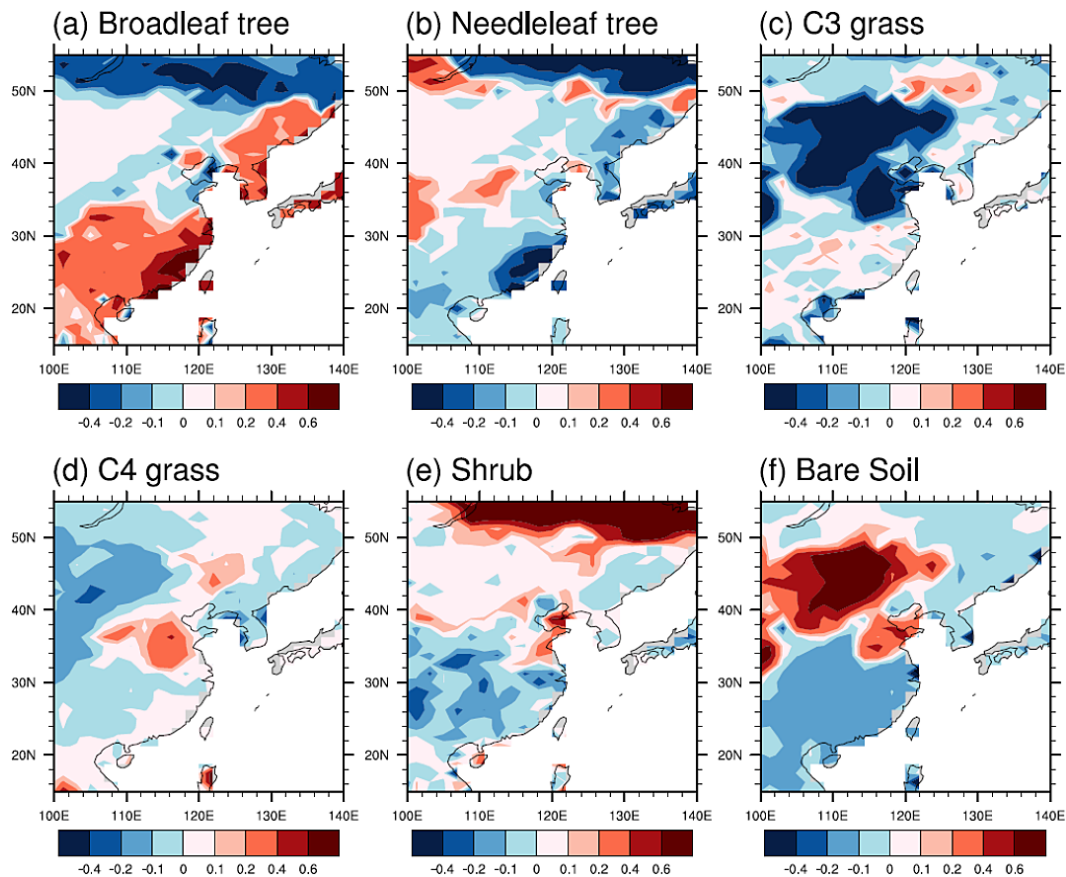 (a) Broadleaf tree
(b) Needleleaf tree
(c) C3 grass
50N
40N
30N
20N
100E 110E 120E 130E 140E
-0.4 -0.2 -0.1 0 0.1 0.2 0.4 0.6
50N
40N
30N
20N
100E 110E 120E 130E 140E
-0.4 -0.2 -0.1 0 0.1 0.2 0.4 0.6
50N
40N
30N
20N
100E 110E 120E 130E 140E
-0.4 -0.2 -0.1 0 0.1 0.2 0.4 0.6
(d) C4 grass
(e) Shrub
(f) Bare Soil
50N
40N
30N
20N
100E 110E 120E 130E 140E
-0.4 -0.2 -0.1 0 0.1 0.2 0.4 0.6
50N
40N
30N
20N
100E 110E 120E 130E 140E
-0.4 -0.2 -0.1 0 0.1 0.2 0.4 0.6
50N
40N
30N
20N
100E 110E 120E 130E 140E
-0.4 -0.2 -0.1 0 0.1 0.2 0.4 0.6